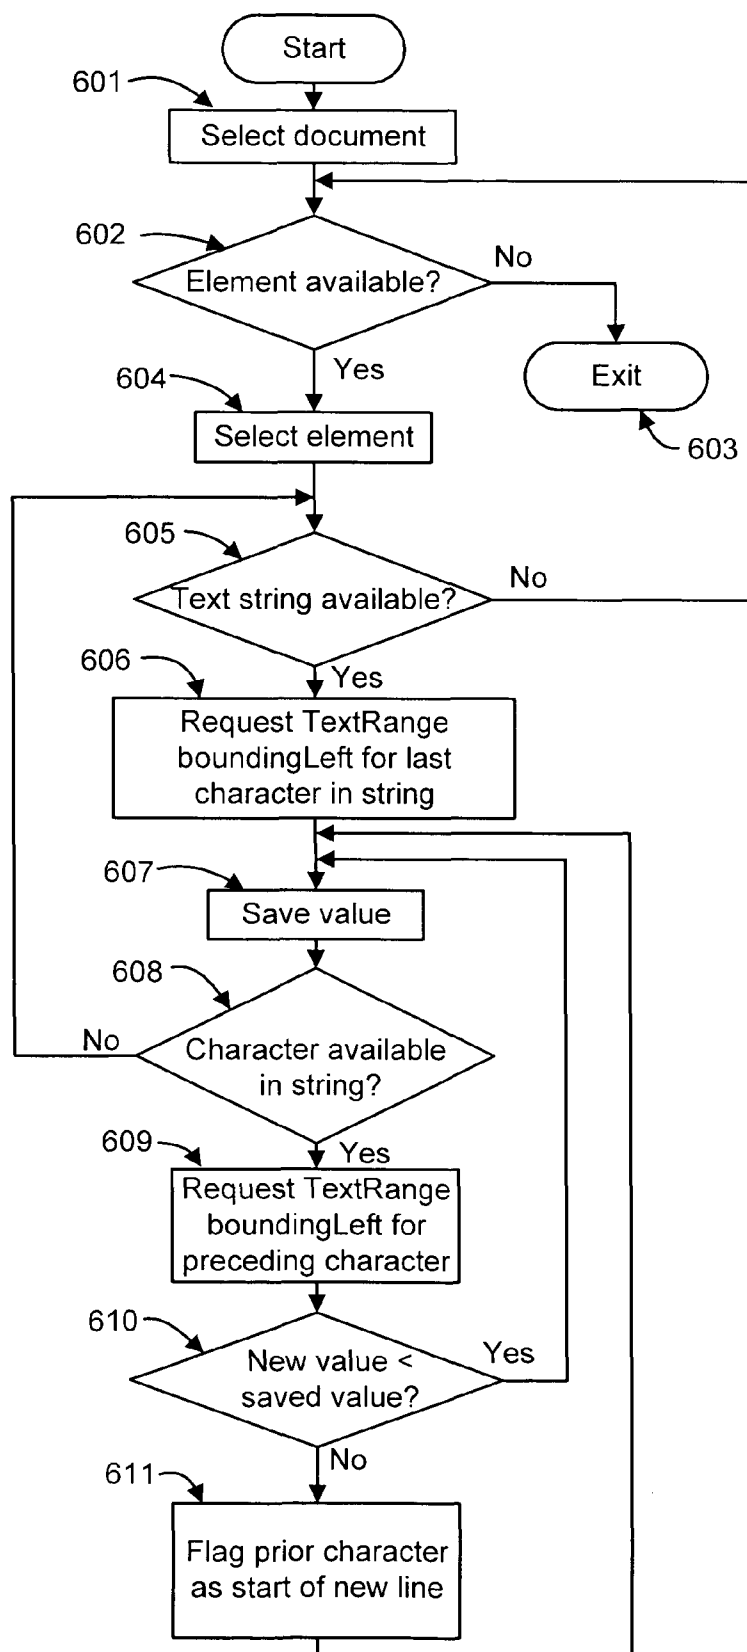 Start
601
Select document
602
Element available?
No
Exit
603
Yes
604
Select element
605
Text string available?
No
606
Yes
Request TextRange
boundingLeft for last
character in string
607
Save value
608
No
Character available
in string?
609
Yes
Request TextRange
boundingLeft for
preceding character
610
New value <
saved value?
Yes
No
611
Flag prior character
as start of new line